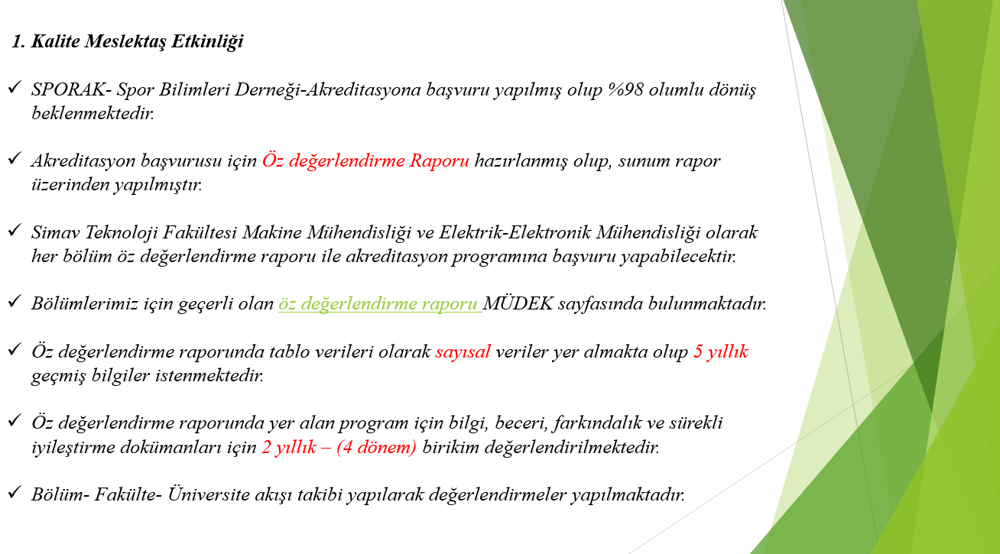 1. Kalite Meslektaş Etkinliği
✓ SPORAK- Spor Bilimleri Derneği-Akreditasyona başvuru yapılmış olup %98 olumlu dönüş
beklenmektedir.
✓ Akreditasyon başvurusu için Öz değerlendirme Raporu hazırlanmış olup, sunum rapor
üzerinden yapılmıştır.
✓ Simav Teknoloji Fakültesi Makine Mühendisliği ve Elektrik-Elektronik Mühendisliği olarak
her bölüm öz değerlendirme raporu ile akreditasyon programına başvuru yapabilecektir.
✓ Bölümlerimiz için geçerli olan öz değerlendirme raporu MÜDEK sayfasında bulunmaktadır.
✓ Öz değerlendirme raporunda tablo verileri olarak sayısal veriler yer almakta olup 5 yıllık
geçmiş bilgiler istenmektedir.
✓ Öz değerlendirme raporunda yer alan program için bilgi, beceri, farkındalık ve sürekli
iyileştirme dokümanları için 2 yıllık – (4 dönem) birikim değerlendirilmektedir.
✓ Bölüm- Fakülte- Üniversite akışı takibi yapılarak değerlendirmeler yapılmaktadır.